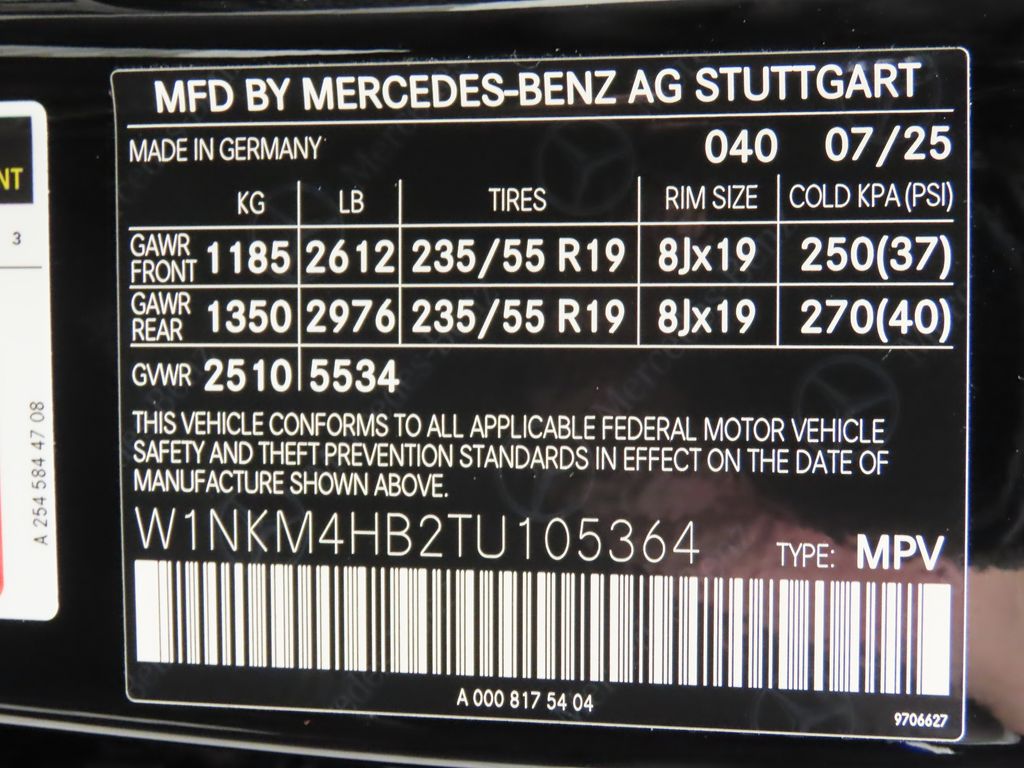 MFD BY MERCEDES-BENZ AG STUTTGART
MADE IN GERMANY 040 07/25
KG LB TIRES RIM SIZE COLD KPA (PSI)
GAWR FRONT 1185 2612 235/55 R19 8Jx19 250(37)
GAWR REAR 1350 2976 235/55 R19 8Jx19 270(40)
GVWR 2510 5534
THIS VEHICLE CONFORMS TO ALL APPLICABLE FEDERAL MOTOR VEHICLE
SAFETY AND THEFT PREVENTION STANDARDS IN EFFECT ON THE DATE OF
MANUFACTURE SHOWN ABOVE.
W1NKM4HB2TU105364 TYPE: MPV
A 000 817 54 04
9706627
NT
3
A 254 584 47 08